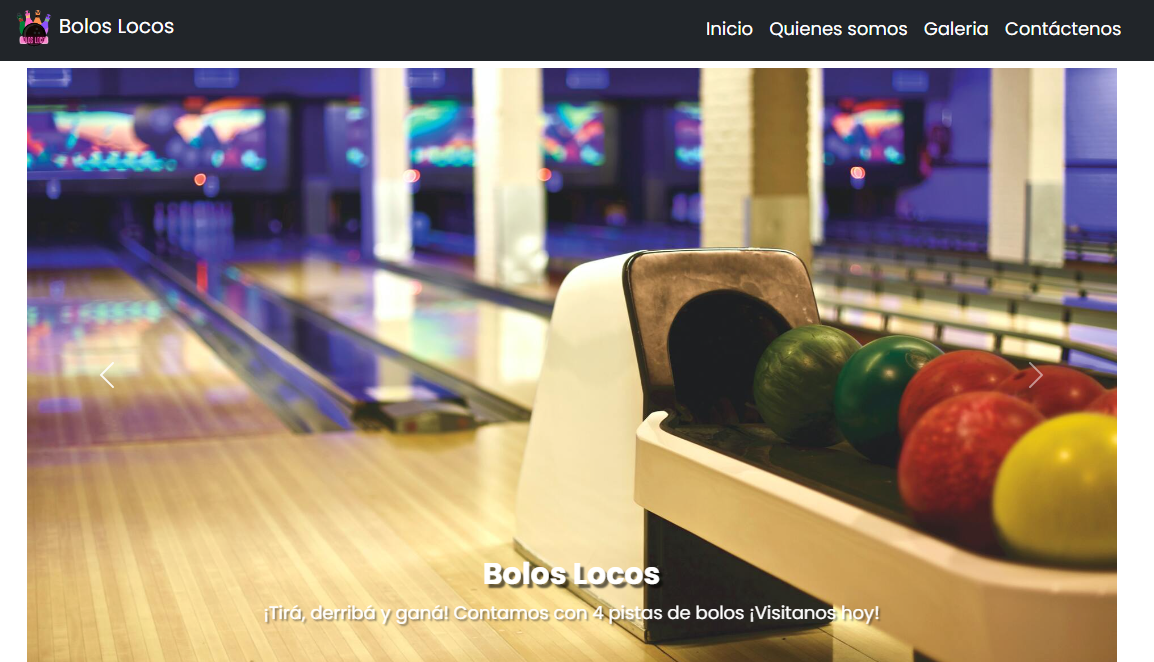 Bolos Locos
Inicio Quienes somos Galeria Contáctenos
Bolos Locos
¡Tirá, derribá y ganá! Contamos con 4 pistas de bolos ¡Visitanos hoy!